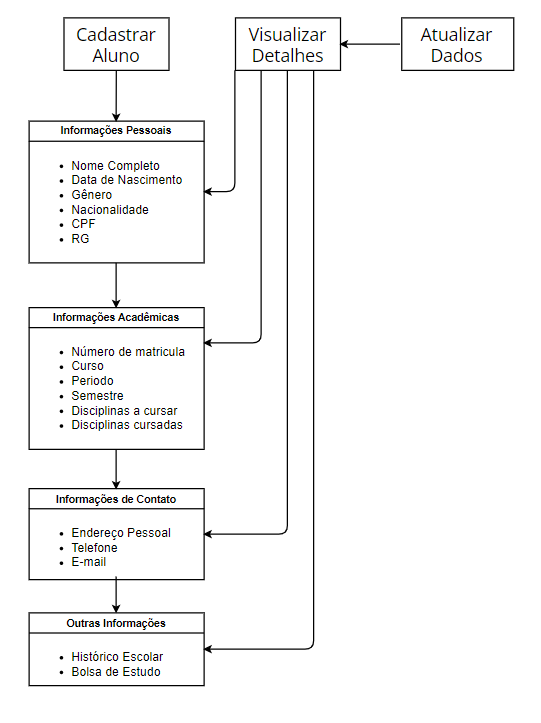 Cadastrar
Aluno
Visualizar
Detalhes
Atualizar
Dados
Informações Pessoais
Nome Completo
Data de Nascimento
Gênero
Nacionalidade
CPF
RG
Informações Acadêmicas
Número de matricula
Curso
Periodo
Semestre
Disciplinas a cursar
Disciplinas cursadas
Informações de Contato
Endereço Pessoal
Telefone
E-mail
Outras Informações
Histórico Escolar
Bolsa de Estudo